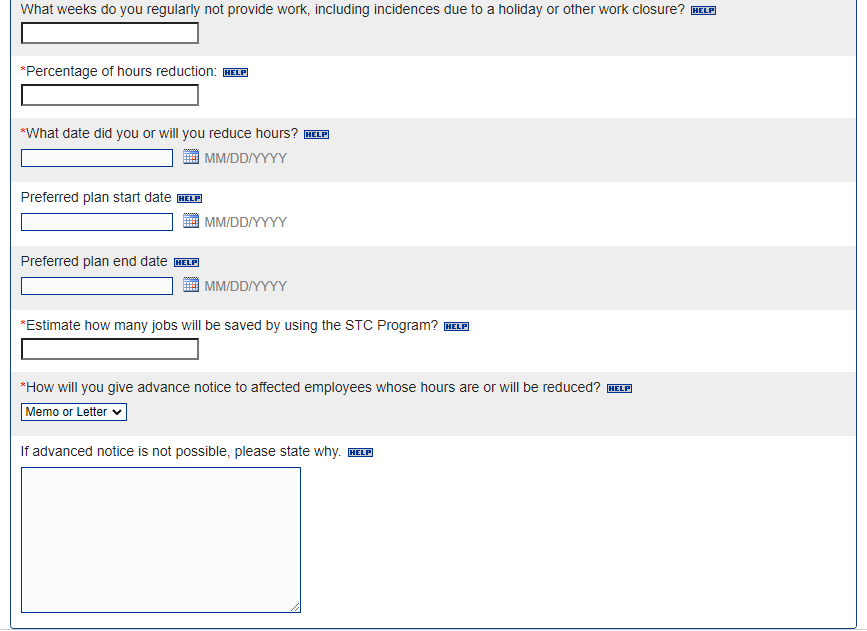 What weeks do you regularly not provide work, including incidences due to a holiday or other work closure? HELP
*Percentage of hours reduction: HELP
*What date did you or will you reduce hours? HELP
MM/DD/YYYY
Preferred plan start date HELP
MM/DD/YYYY
Preferred plan end date HELP
MM/DD/YYYY
*Estimate how many jobs will be saved by using the STC Program? HELP
*How will you give advance notice to affected employees whose hours are or will be reduced? HELP
Memo or Letter
If advanced notice is not possible, please state why. HELP